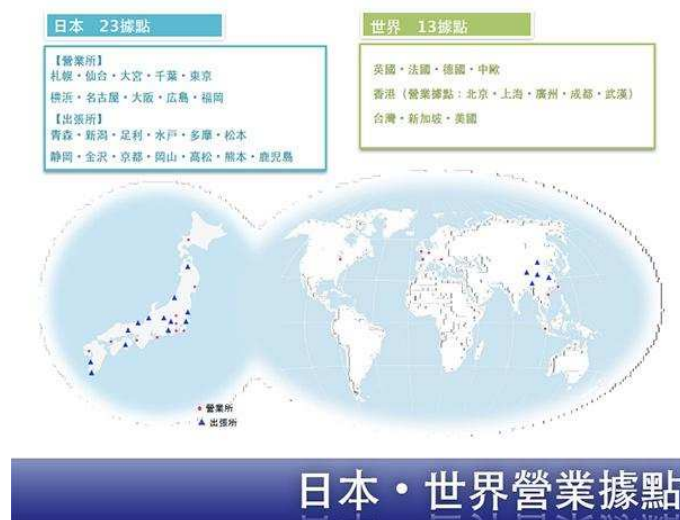 日本 23據點
【營業所】
札幌・仙台・大宮・千葉・東京
横浜・名古屋・大阪・広島・福岡
【出張所】
青森・新潟・足利・水戸・多摩・松本
静岡・金沢・京都・岡山・高松・熊本・鹿児島
世界 13據點
英國・法國・德國・中歐
香港（營業據點：北京・上海・廣州・成都・武漢）
台灣・新加坡・美國
營業所
出張所
日本・世界營業據點